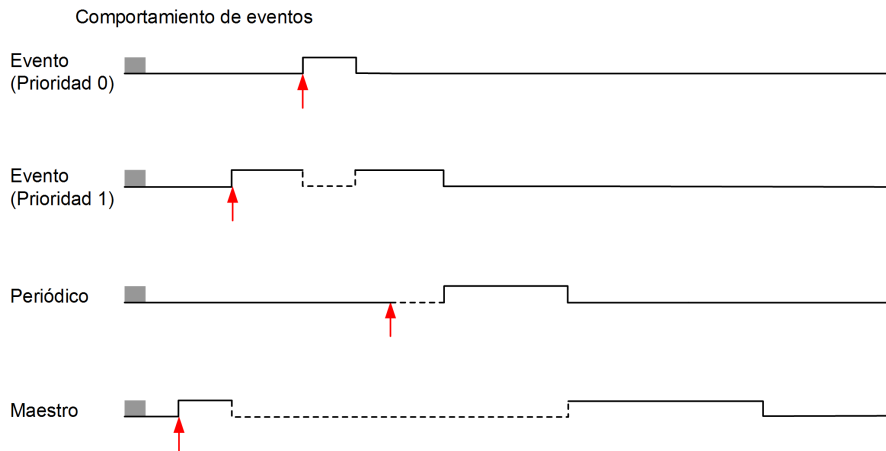 Comportamiento de eventos
Evento
(Prioridad 0)
Evento
(Prioridad 1)
Periódico
Maestro